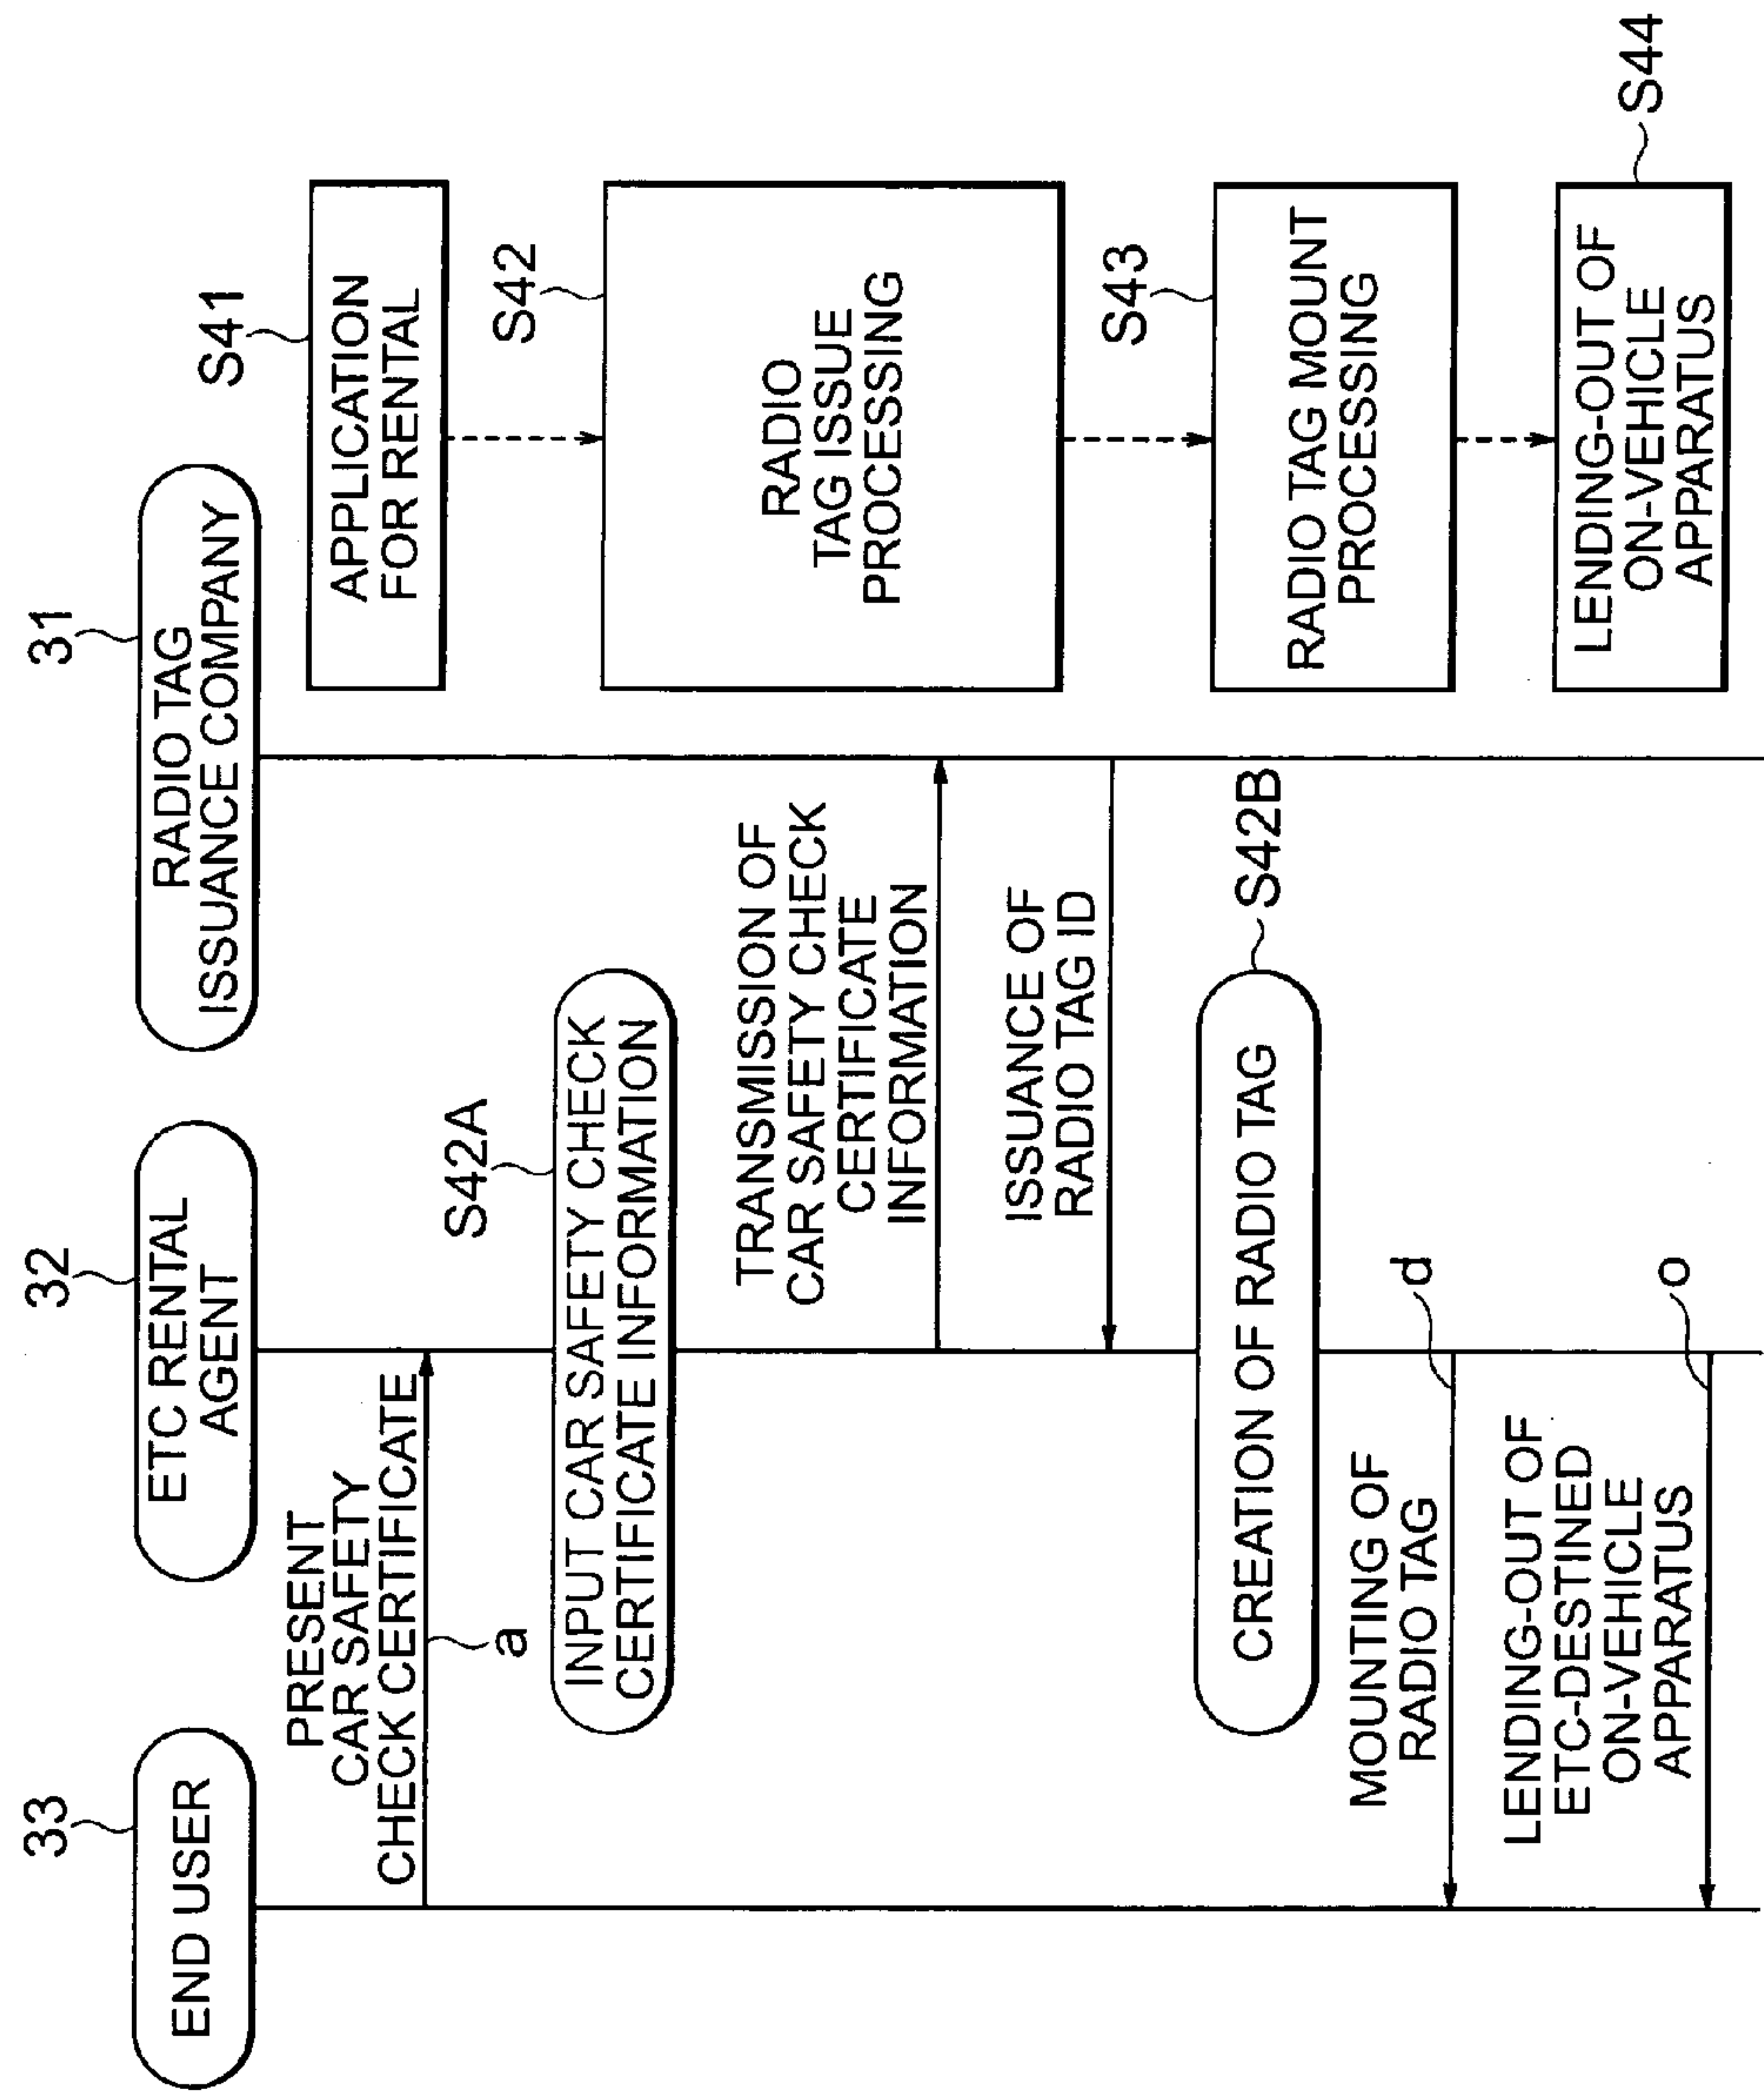 33
END USER
32
ETC RENTAL
AGENT
31
RADIO TAG
ISSUANCE COMPANY
PRESENT
CAR SAFETY
CHECK CERTIFICATE
a
S41
APPLICATION
FOR RENTAL
S42A
INPUT CAR SAFETY CHECK
CERTIFICATE INFORMATION
S42
RADIO
TAG ISSUE
PROCESSING
TRANSMISSION OF
CAR SAFETY CHECK
CERTIFICATE
INFORMATION
ISSUANCE OF
RADIO TAG ID
CREATION OF RADIO TAG
S42B
S43
RADIO TAG MOUNT
PROCESSING
MOUNTING OF
RADIO TAG
d
LENDING-OUT OF
ETC-DESTINED
ON-VEHICLE
APPARATUS
o
LENDING-OUT OF
ON-VEHICLE
APPARATUS
S44